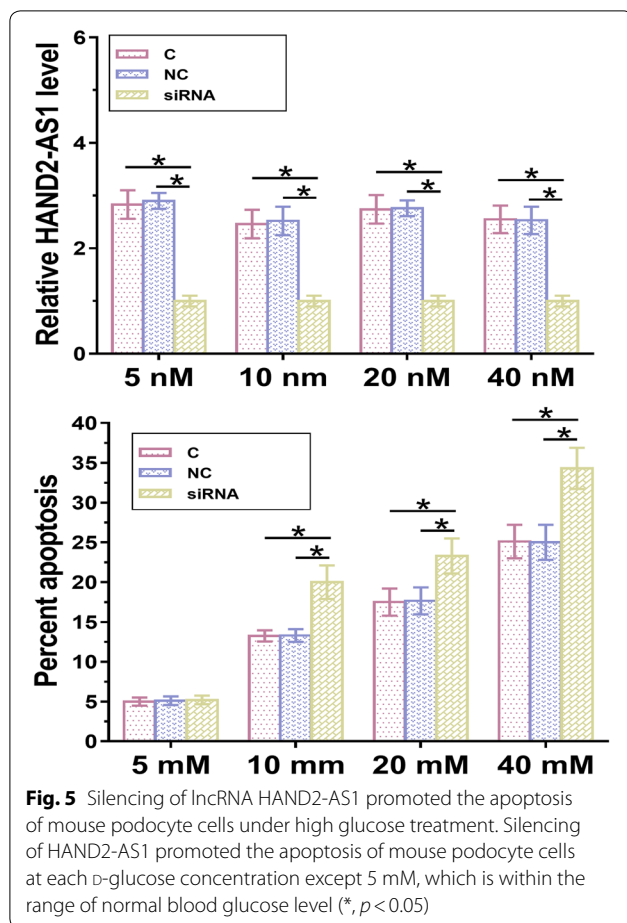 6
4
2
0
Relative HAND2-AS1 level
C
NC
siRNA
*
*
*
*
*
*
*
*
5 nM 10 nm 20 nM 40 nM
40
35
30
25
20
15
10
5
0
Percent apoptosis
C
NC
siRNA
*
*
*
*
*
*
5 mM 10 mm 20 mM 40 mM
Fig. 5 Silencing of lncRNA HAND2-AS1 promoted the apoptosis
of mouse podocyte cells under high glucose treatment. Silencing
of HAND2-AS1 promoted the apoptosis of mouse podocyte cells
at each D-glucose concentration except 5 mM, which is within the
range of normal blood glucose level (*, p < 0.05)